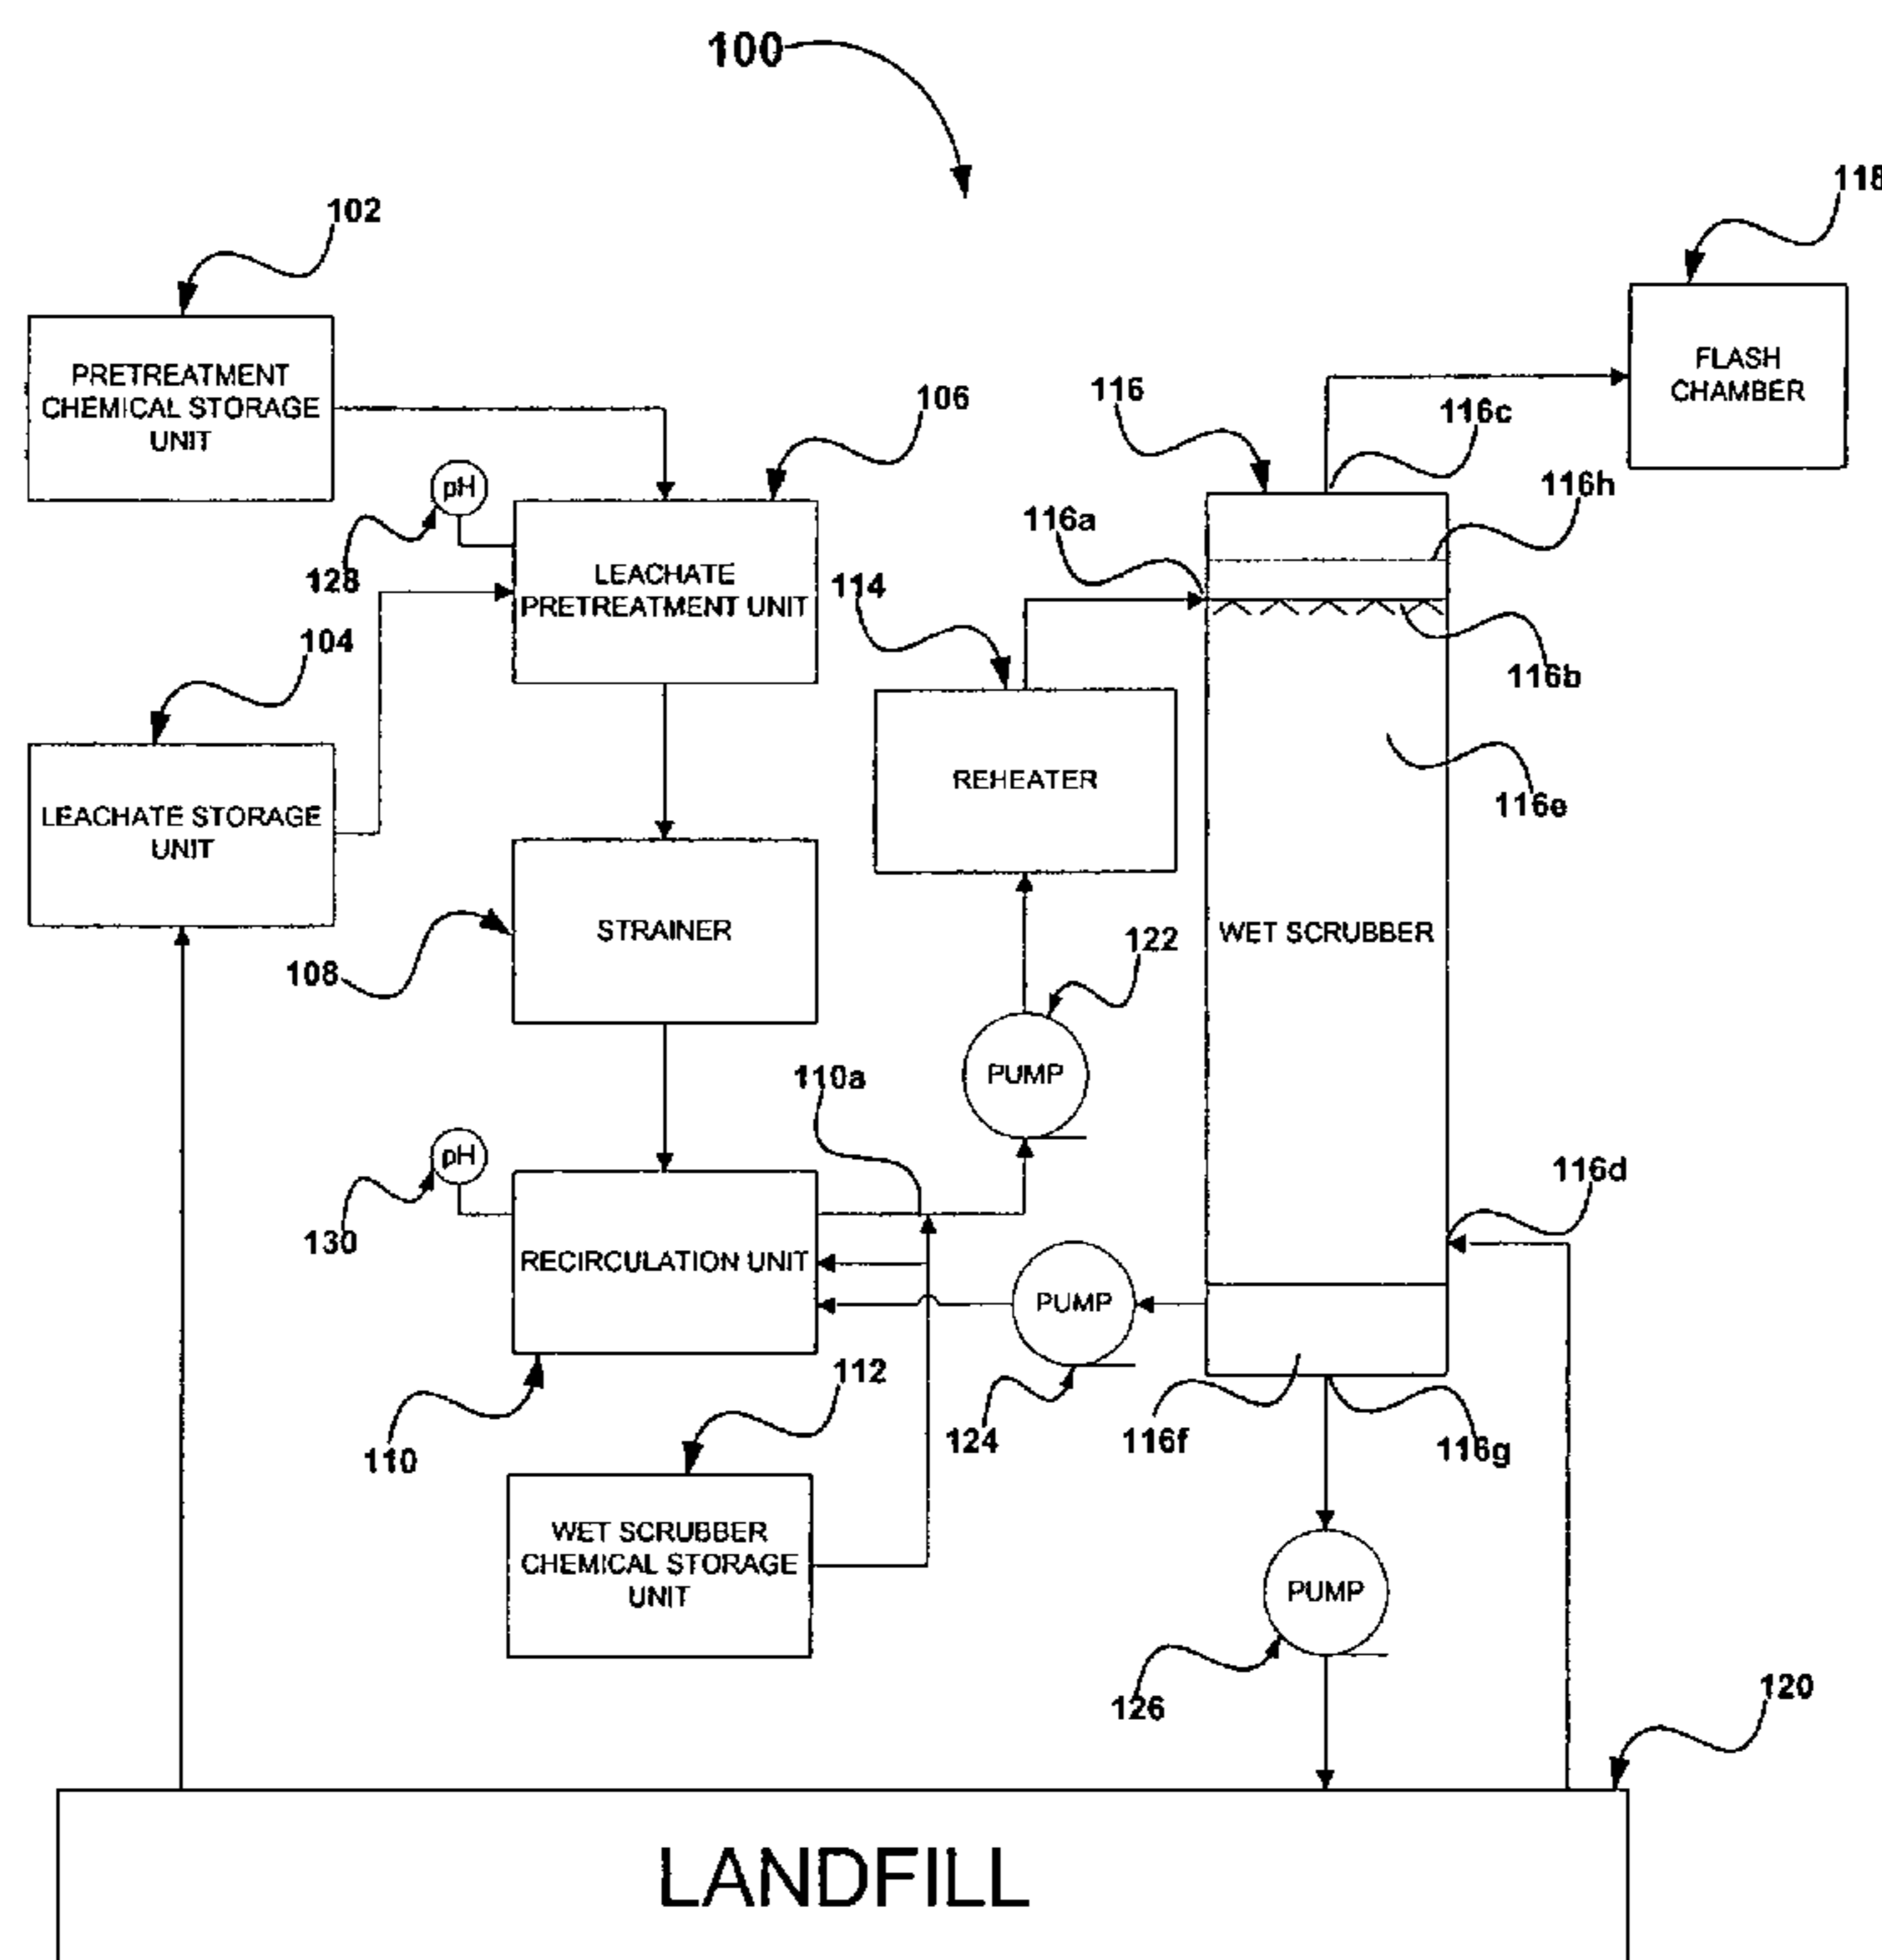 100
118
102
PRETREATMENT
CHEMICAL STORAGE
UNIT
FLASH
CHAMBER
106
116
116c
pH
116h
116a
128
LEACHATE
PRETREATMENT UNIT
114
104
116b
REHEATER
116e
LEACHATE STORAGE
UNIT
STRAINER
WET SCRUBBER
122
108
PUMP
110a
pH
116d
130
RECIRCULATION UNIT
PUMP
112
110
124
116f
116g
WET SCRUBBER
CHEMICAL STORAGE
UNIT
PUMP
126
120
LANDFILL